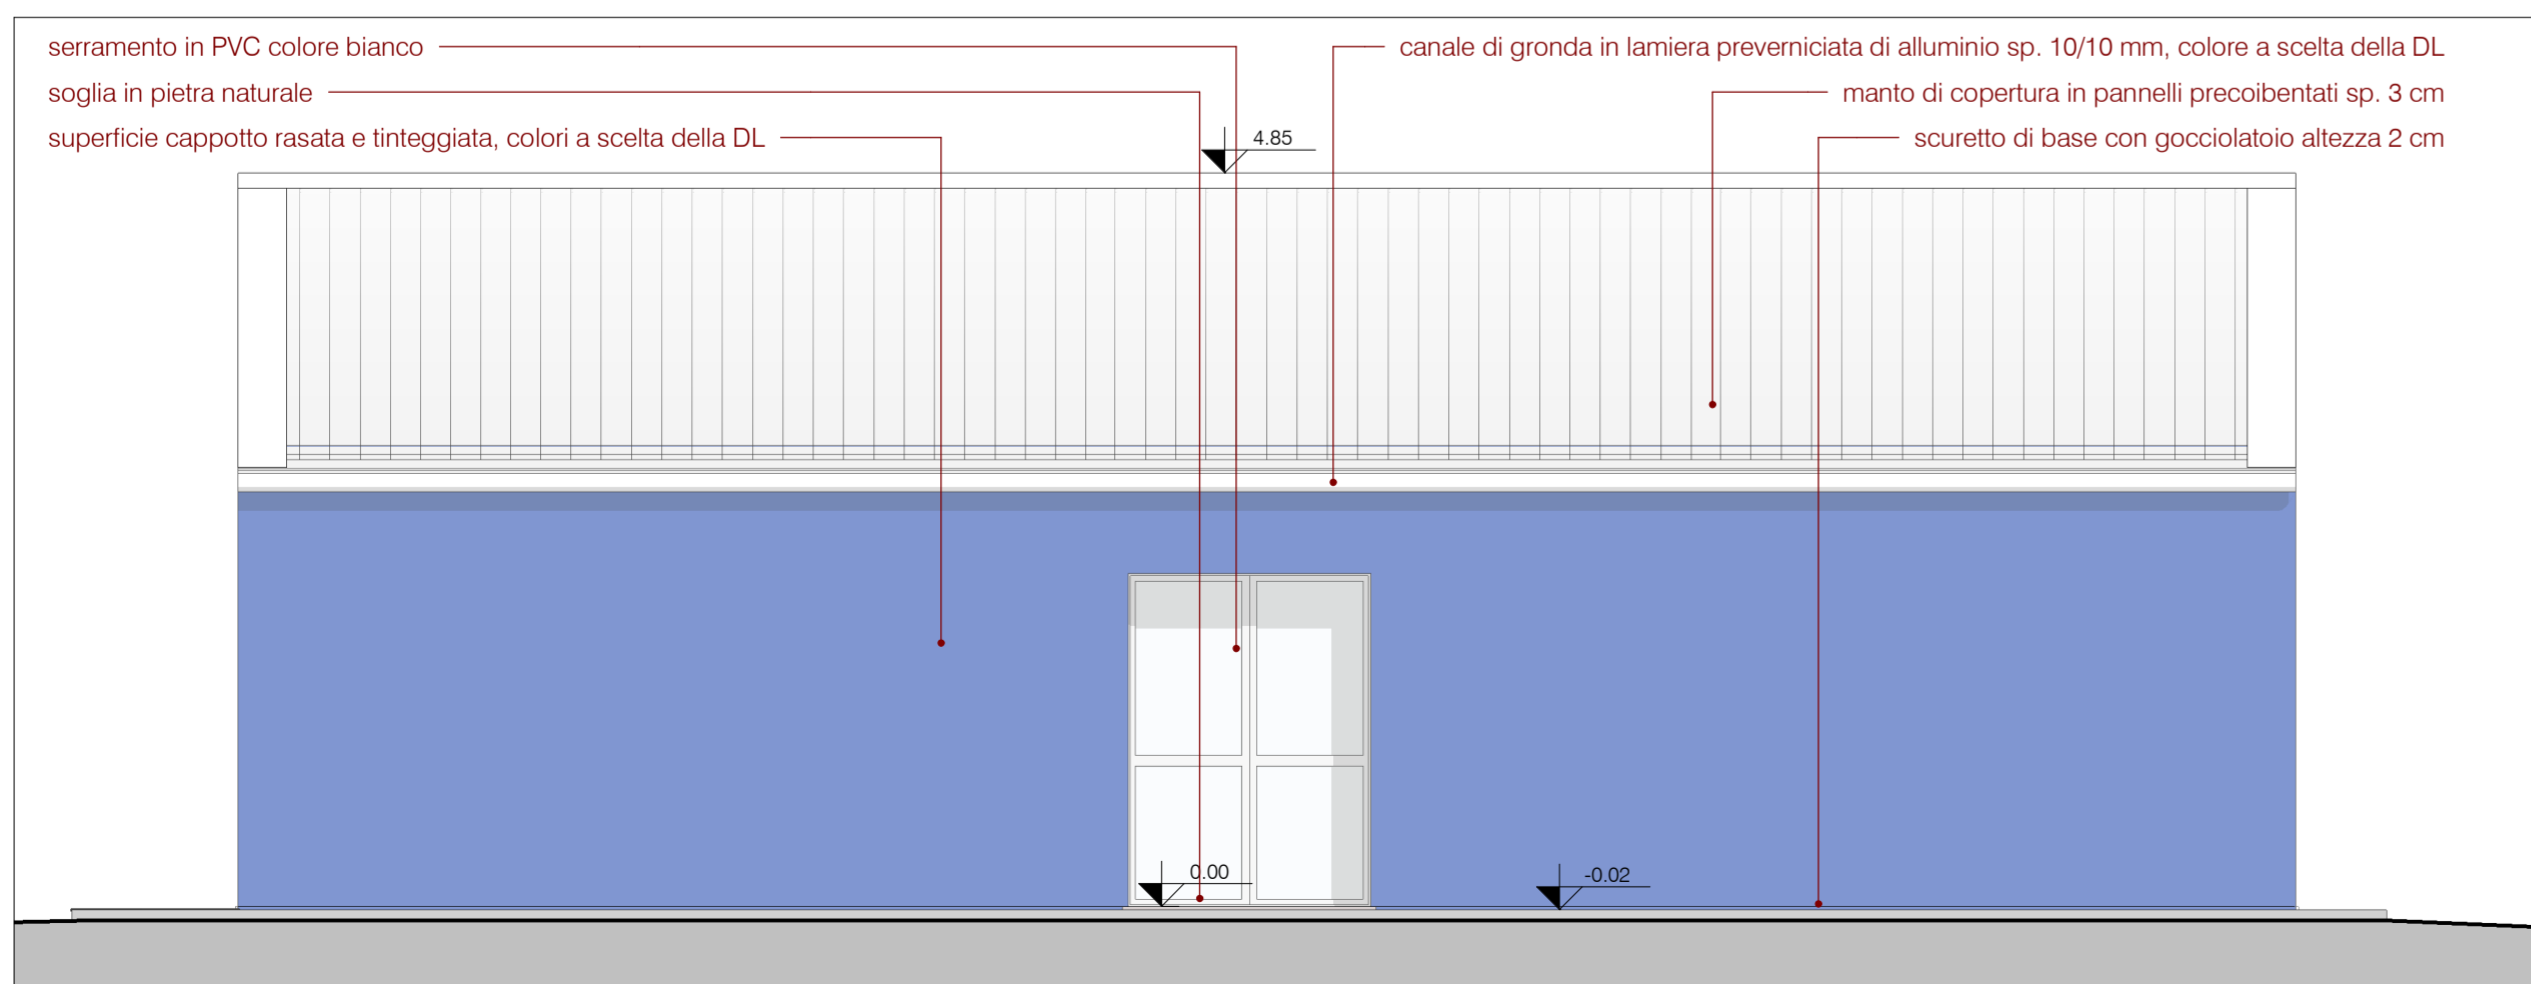 serramento in PVC colore bianco
canale di gronda in lamiera preverniciata di alluminio sp. 10/10 mm, colore a scelta della DL
soglia in pietra naturale
manto di copertura in pannelli precoibentati sp. 3 cm
superficie cappotto rasata e tinteggiata, colori a scelta della DL
4.85
scuretto di base con gocciolatoio altezza 2 cm
0.00
-0.02